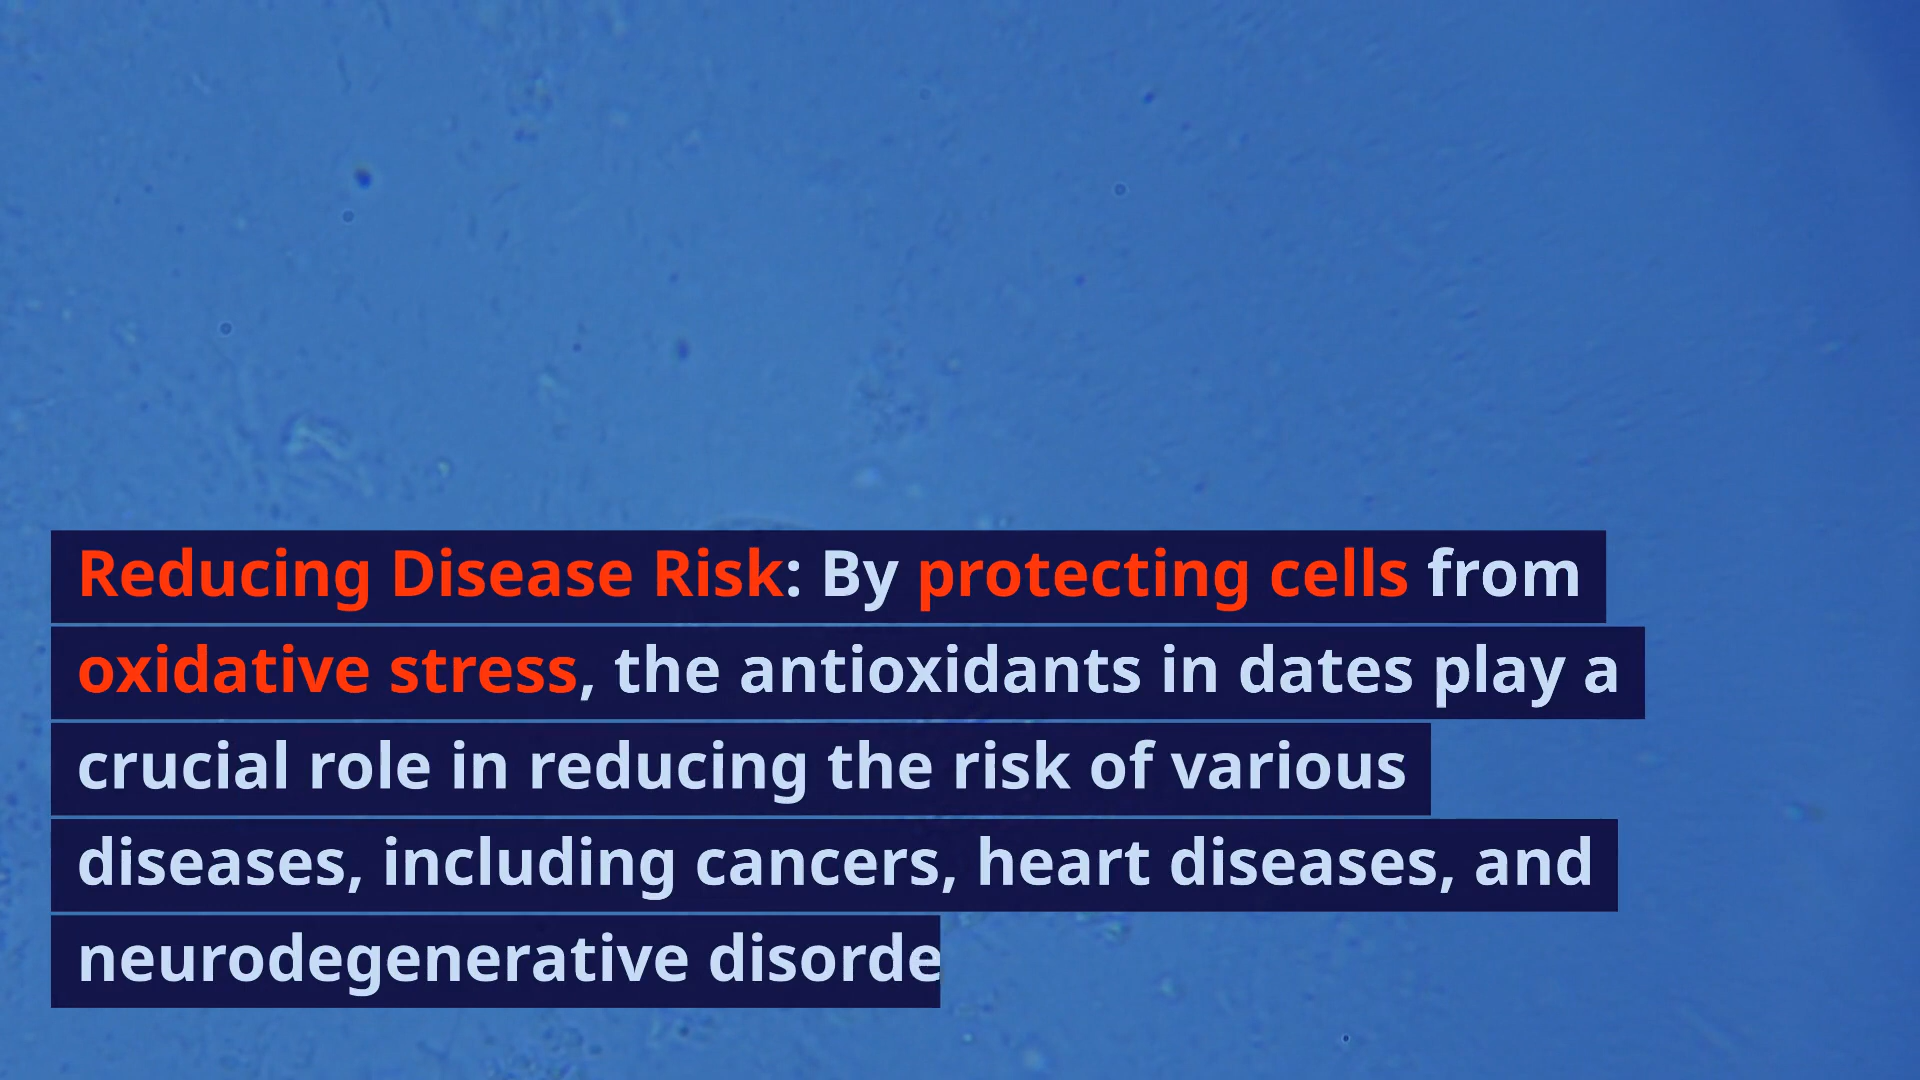 Reducing Disease Risk: By protecting cells from
oxidative stress, the antioxidants in dates play a
crucial role in reducing the risk of various
diseases, including cancers, heart diseases, and
neurodegenerative disorde